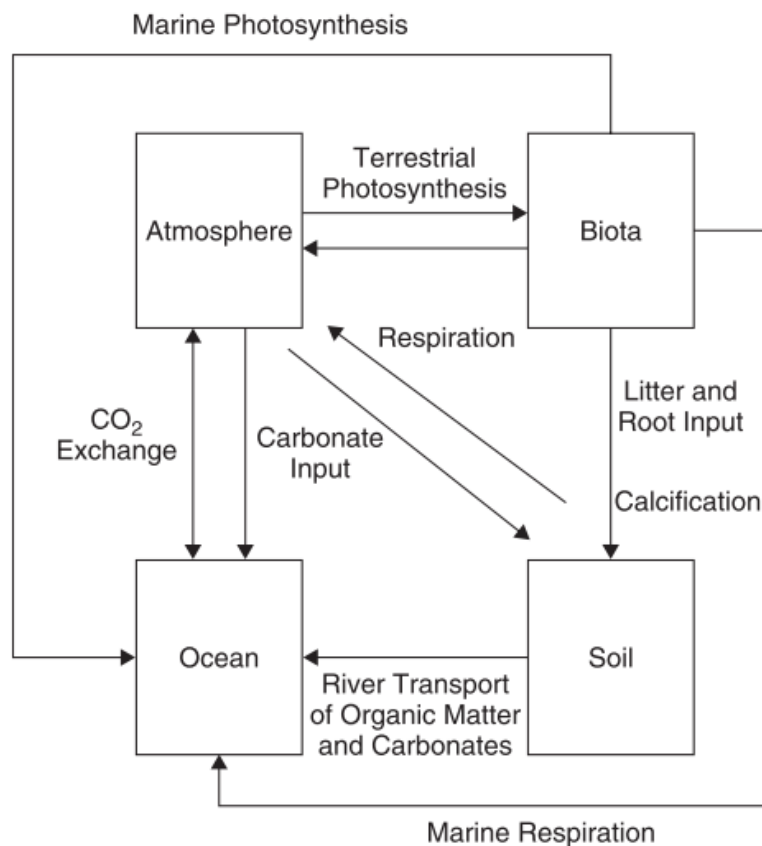 Marine Photosynthesis
Terrestrial
Photosynthesis
Atmosphere
Biota
Respiration
Litter and
Root Input
CO2
Exchange
Carbonate
Input
Calcification
Ocean
Soil
River Transport
of Organic Matter
and Carbonates
Marine Respiration